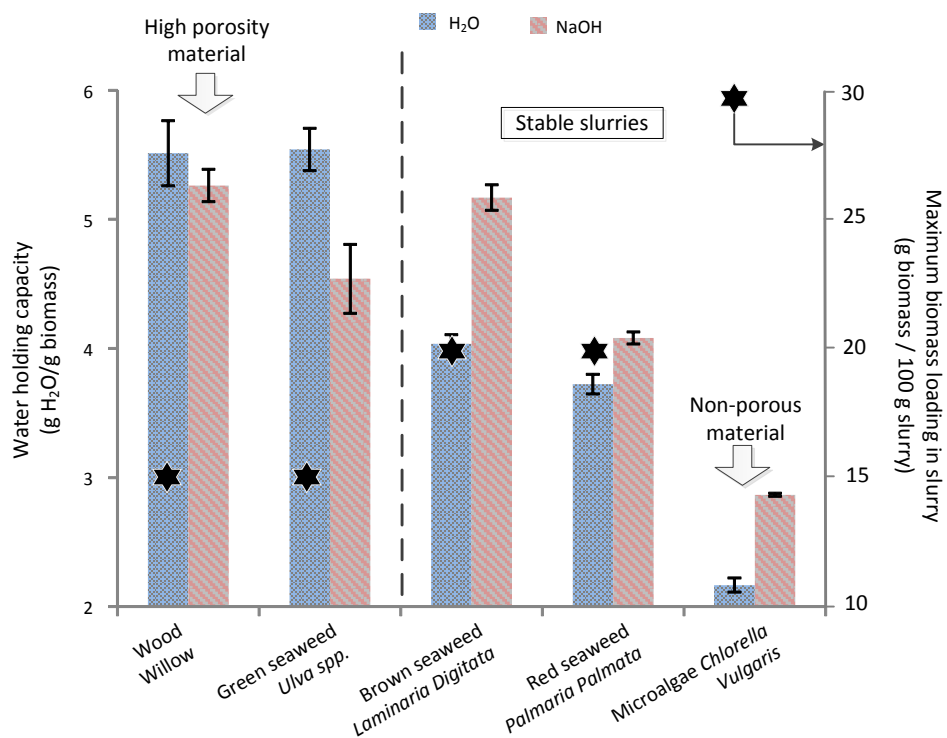 H₂O
NaOH
High porosity
material
Stable slurries
Non-porous
material
Water holding capacity
(g H₂O/g biomass)
6
5
4
3
2
Maximum biomass loading in slurry
(g biomass / 100 g slurry)
30
25
20
15
10
Wood
Willow
Green seaweed
Ulva spp.
Brown seaweed
Laminaria Digitata
Red seaweed
Palmaria Palmata
Microalgae Chlorella
Vulgaris